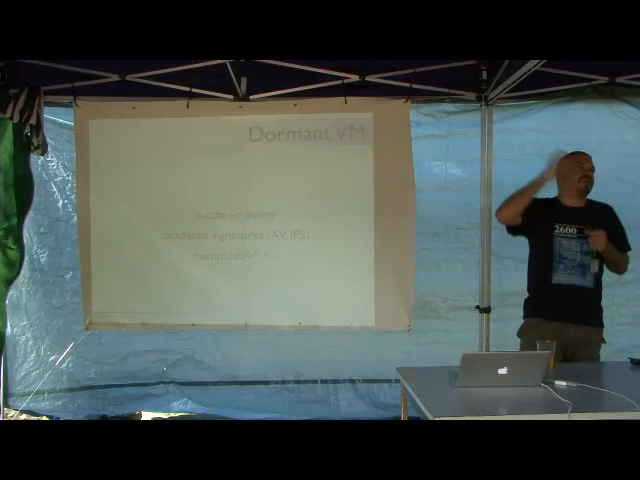 Dormant VM
outdated policy
outdated signatures (AV, IPS)
2600